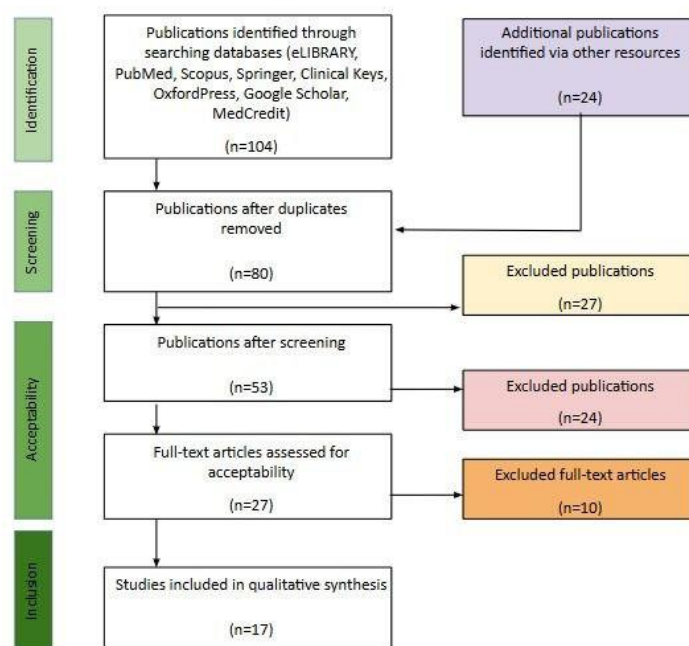 Identification
Publications identified through
searching databases (eLIBRARY,
PubMed, Scopus, Springer, Clinical Keys,
OxfordPress, Google Scholar,
MedCredit)
(n=104)
Additional publications
identified via other resources
(n=24)
Screening
Publications after duplicates
removed
(n=80)
Excluded publications
(n=27)
Acceptability
Publications after screening
(n=53)
Excluded publications
(n=24)
Full-text articles assessed for
acceptability
(n=27)
Excluded full-text articles
(n=10)
Inclusion
Studies included in qualitative synthesis
(n=17)